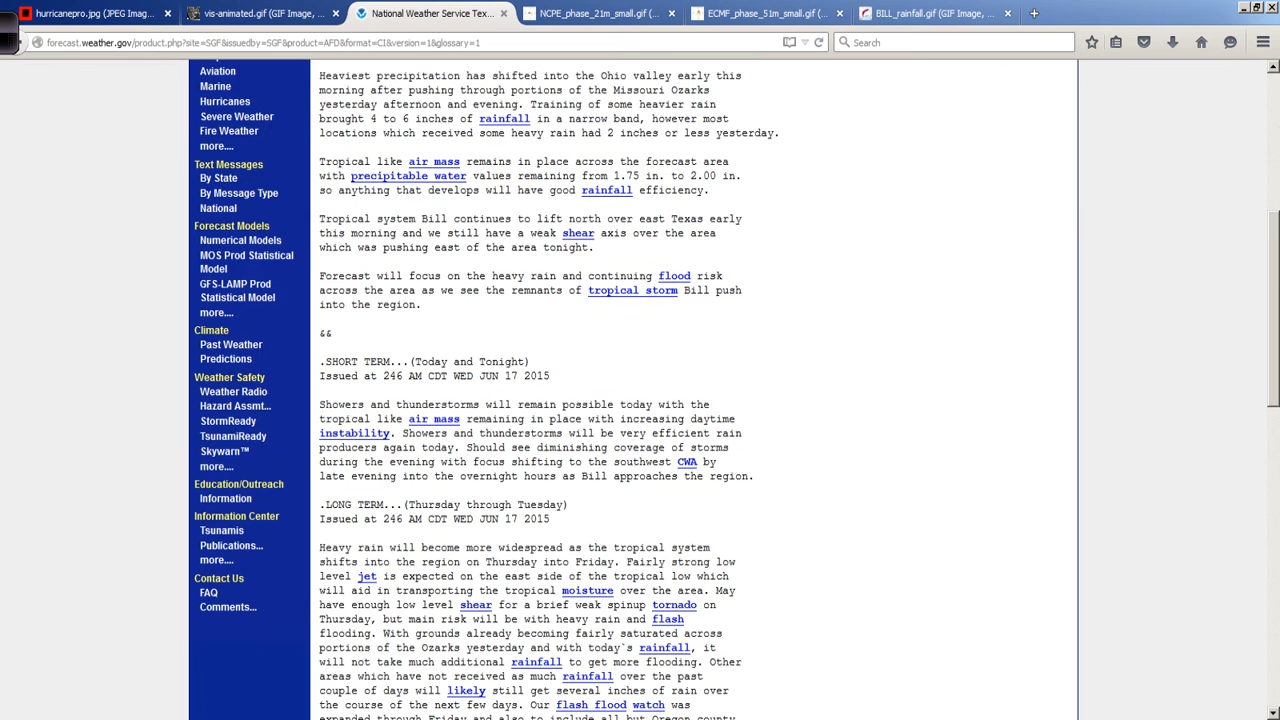 hurricanepro.jpg (JPEG Imag...
vis-animated.gif (GIF Image, ...
National Weather Service Tex...
NCPE_phase_21m_small.gif (...
ECMF_phase_51m_small.gif (...
BILL_rainfall.gif (GIF Image, ...
forecast.weather.gov/product.php?site=SGF&issuedby=SGF&product=AFD&format=CI&version=1&glossary=1
Search
Aviation
Marine
Hurricanes
Severe Weather
Fire Weather
more....
Text Messages
By State
By Message Type
National
Forecast Models
Numerical Models
MOS Prod Statistical
Model
GFS-LAMP Prod
Statistical Model
more....
Climate
Past Weather
Predictions
Weather Safety
Weather Radio
Hazard Assmt...
StormReady
TsunamiReady
Skywarn™
more....
Education/Outreach
Information
Information Center
Tsunamis
Publications...
more....
Contact Us
FAQ
Comments...
Heaviest precipitation has shifted into the Ohio valley early this
morning after pushing through portions of the Missouri Ozarks
yesterday afternoon and evening. Training of some heavier rain
brought 4 to 6 inches of rainfall in a narrow band, however most
locations which received some heavy rain had 2 inches or less yesterday.
Tropical like air mass remains in place across the forecast area
with precipitable water values remaining from 1.75 in. to 2.00 in.
so anything that develops will have good rainfall efficiency.
Tropical system Bill continues to lift north over east Texas early
this morning and we still have a weak shear axis over the area
which was pushing east of the area tonight.
Forecast will focus on the heavy rain and continuing flood risk
across the area as we see the remnants of tropical storm Bill push
into the region.
&&
.SHORT TERM...(Today and Tonight)
Issued at 246 AM CDT WED JUN 17 2015
Showers and thunderstorms will remain possible today with the
tropical like air mass remaining in place with increasing daytime
instability. Showers and thunderstorms will be very efficient rain
producers again today. Should see diminishing coverage of storms
during the evening with focus shifting to the southwest CWA by
late evening into the overnight hours as Bill approaches the region.
.LONG TERM...(Thursday through Tuesday)
Issued at 246 AM CDT WED JUN 17 2015
Heavy rain will become more widespread as the tropical system
shifts into the region on Thursday into Friday. Fairly strong low
level jet is expected on the east side of the tropical low which
will aid in transporting the tropical moisture over the area. May
have enough low level shear for a brief weak spinup tornado on
Thursday, but main risk will be with heavy rain and flash
flooding. With grounds already becoming fairly saturated across
portions of the Ozarks yesterday and with today`s rainfall, it
will not take much additional rainfall to get more flooding. Other
areas which have not received as much rainfall over the past
couple of days will likely still get several inches of rain over
the course of the next few days. Our flash flood watch was
expanded through Friday and also to include all but Oregon county